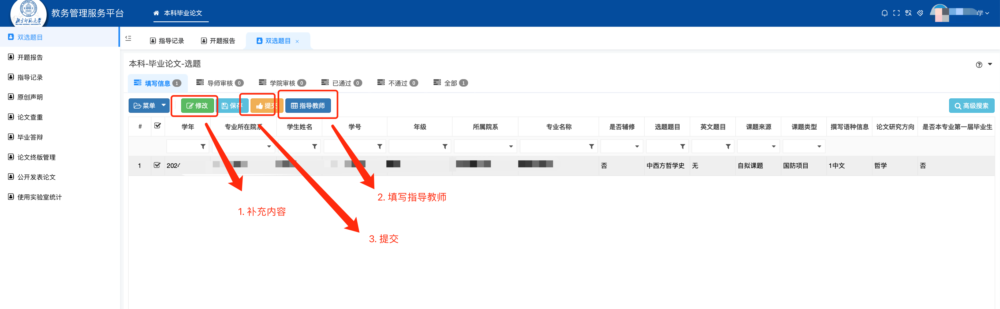 北京师范大学
BEIJING NORMAL UNIVERSITY
1902
教务管理服务平台
本科毕业论文
学
双选题目
开题报告
指导记录
原创声明
论文查重
毕业答辩
论文终版管理
公开发表论文
使用实验室统计
指导记录 开题报告 双选题目 ×
本科-毕业论文-选题
填写信息 1 导师审核 0 学院审核 0 已通过 0 不通过 0 全部 1
菜单 修改 保存 提交 指导教师 高级搜索
# 学年 专业所在院系 学生姓名 学号 年级 所属院系 专业名称 是否辅修 选题题目 英文题目 课题来源 课题类型 撰写语种信息 论文研究方向 是否本专业第一届毕业生
1 202 否 中西方哲学史 无 自拟课题 国防项目 1中文 哲学 否
2. 填写指导教师
1. 补充内容
3. 提交